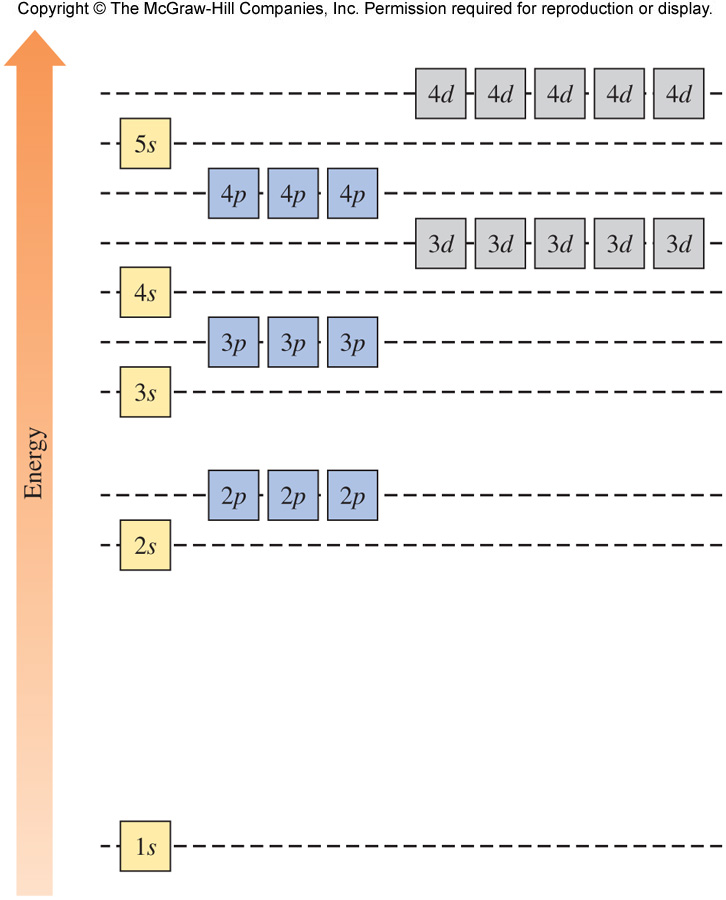 Copyright © The McGraw-Hill Companies, Inc. Permission required for reproduction or display.
4d 4d 4d 4d 4d
5s
4p 4p 4p
3d 3d 3d 3d 3d
4s
3p 3p 3p
3s
Energy
2p 2p 2p
2s
1s